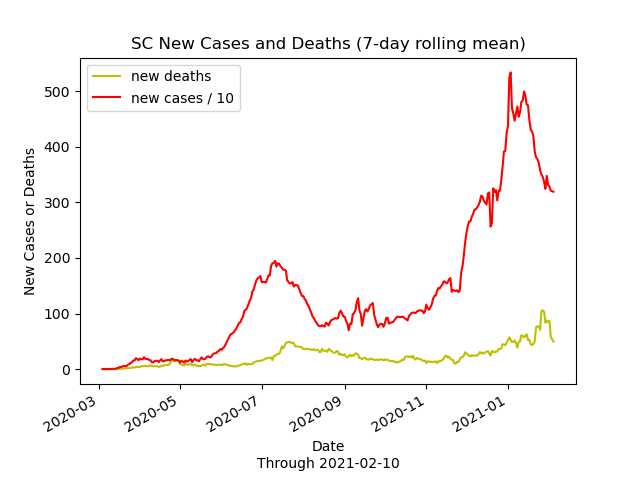 SC New Cases and Deaths (7-day rolling mean)
new deaths
new cases / 10
500
400
300
200
100
0
New Cases or Deaths
2020-03
2020-05
2020-07
2020-09
2020-11
2021-01
Date
Through 2021-02-10